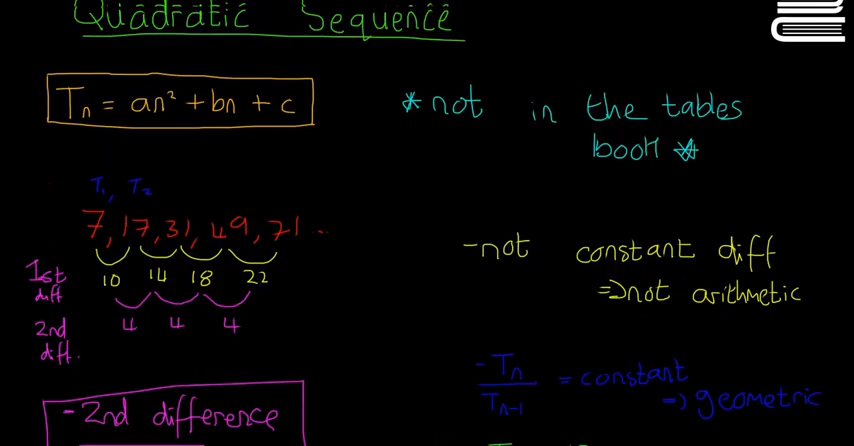 Quadratic Sequence
Tn = an² + bn + c
*not in the tables
book *
T1, T2
7, 17, 31, 49, 71 ...
1st diff 10 14 18 22
2nd diff. 4 4 4
-not constant diff
=> not arithmetic
-Tn / Tn-1 = constant
=> geometric
-2nd difference